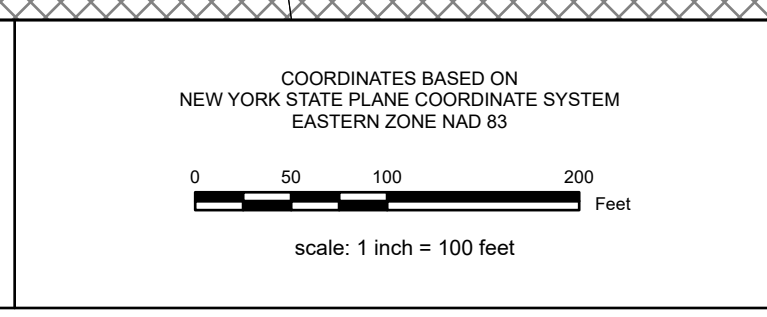 COORDINATES BASED ON
NEW YORK STATE PLANE COORDINATE SYSTEM
EASTERN ZONE NAD 83
0 50 100 200
Feet
scale: 1 inch = 100 feet